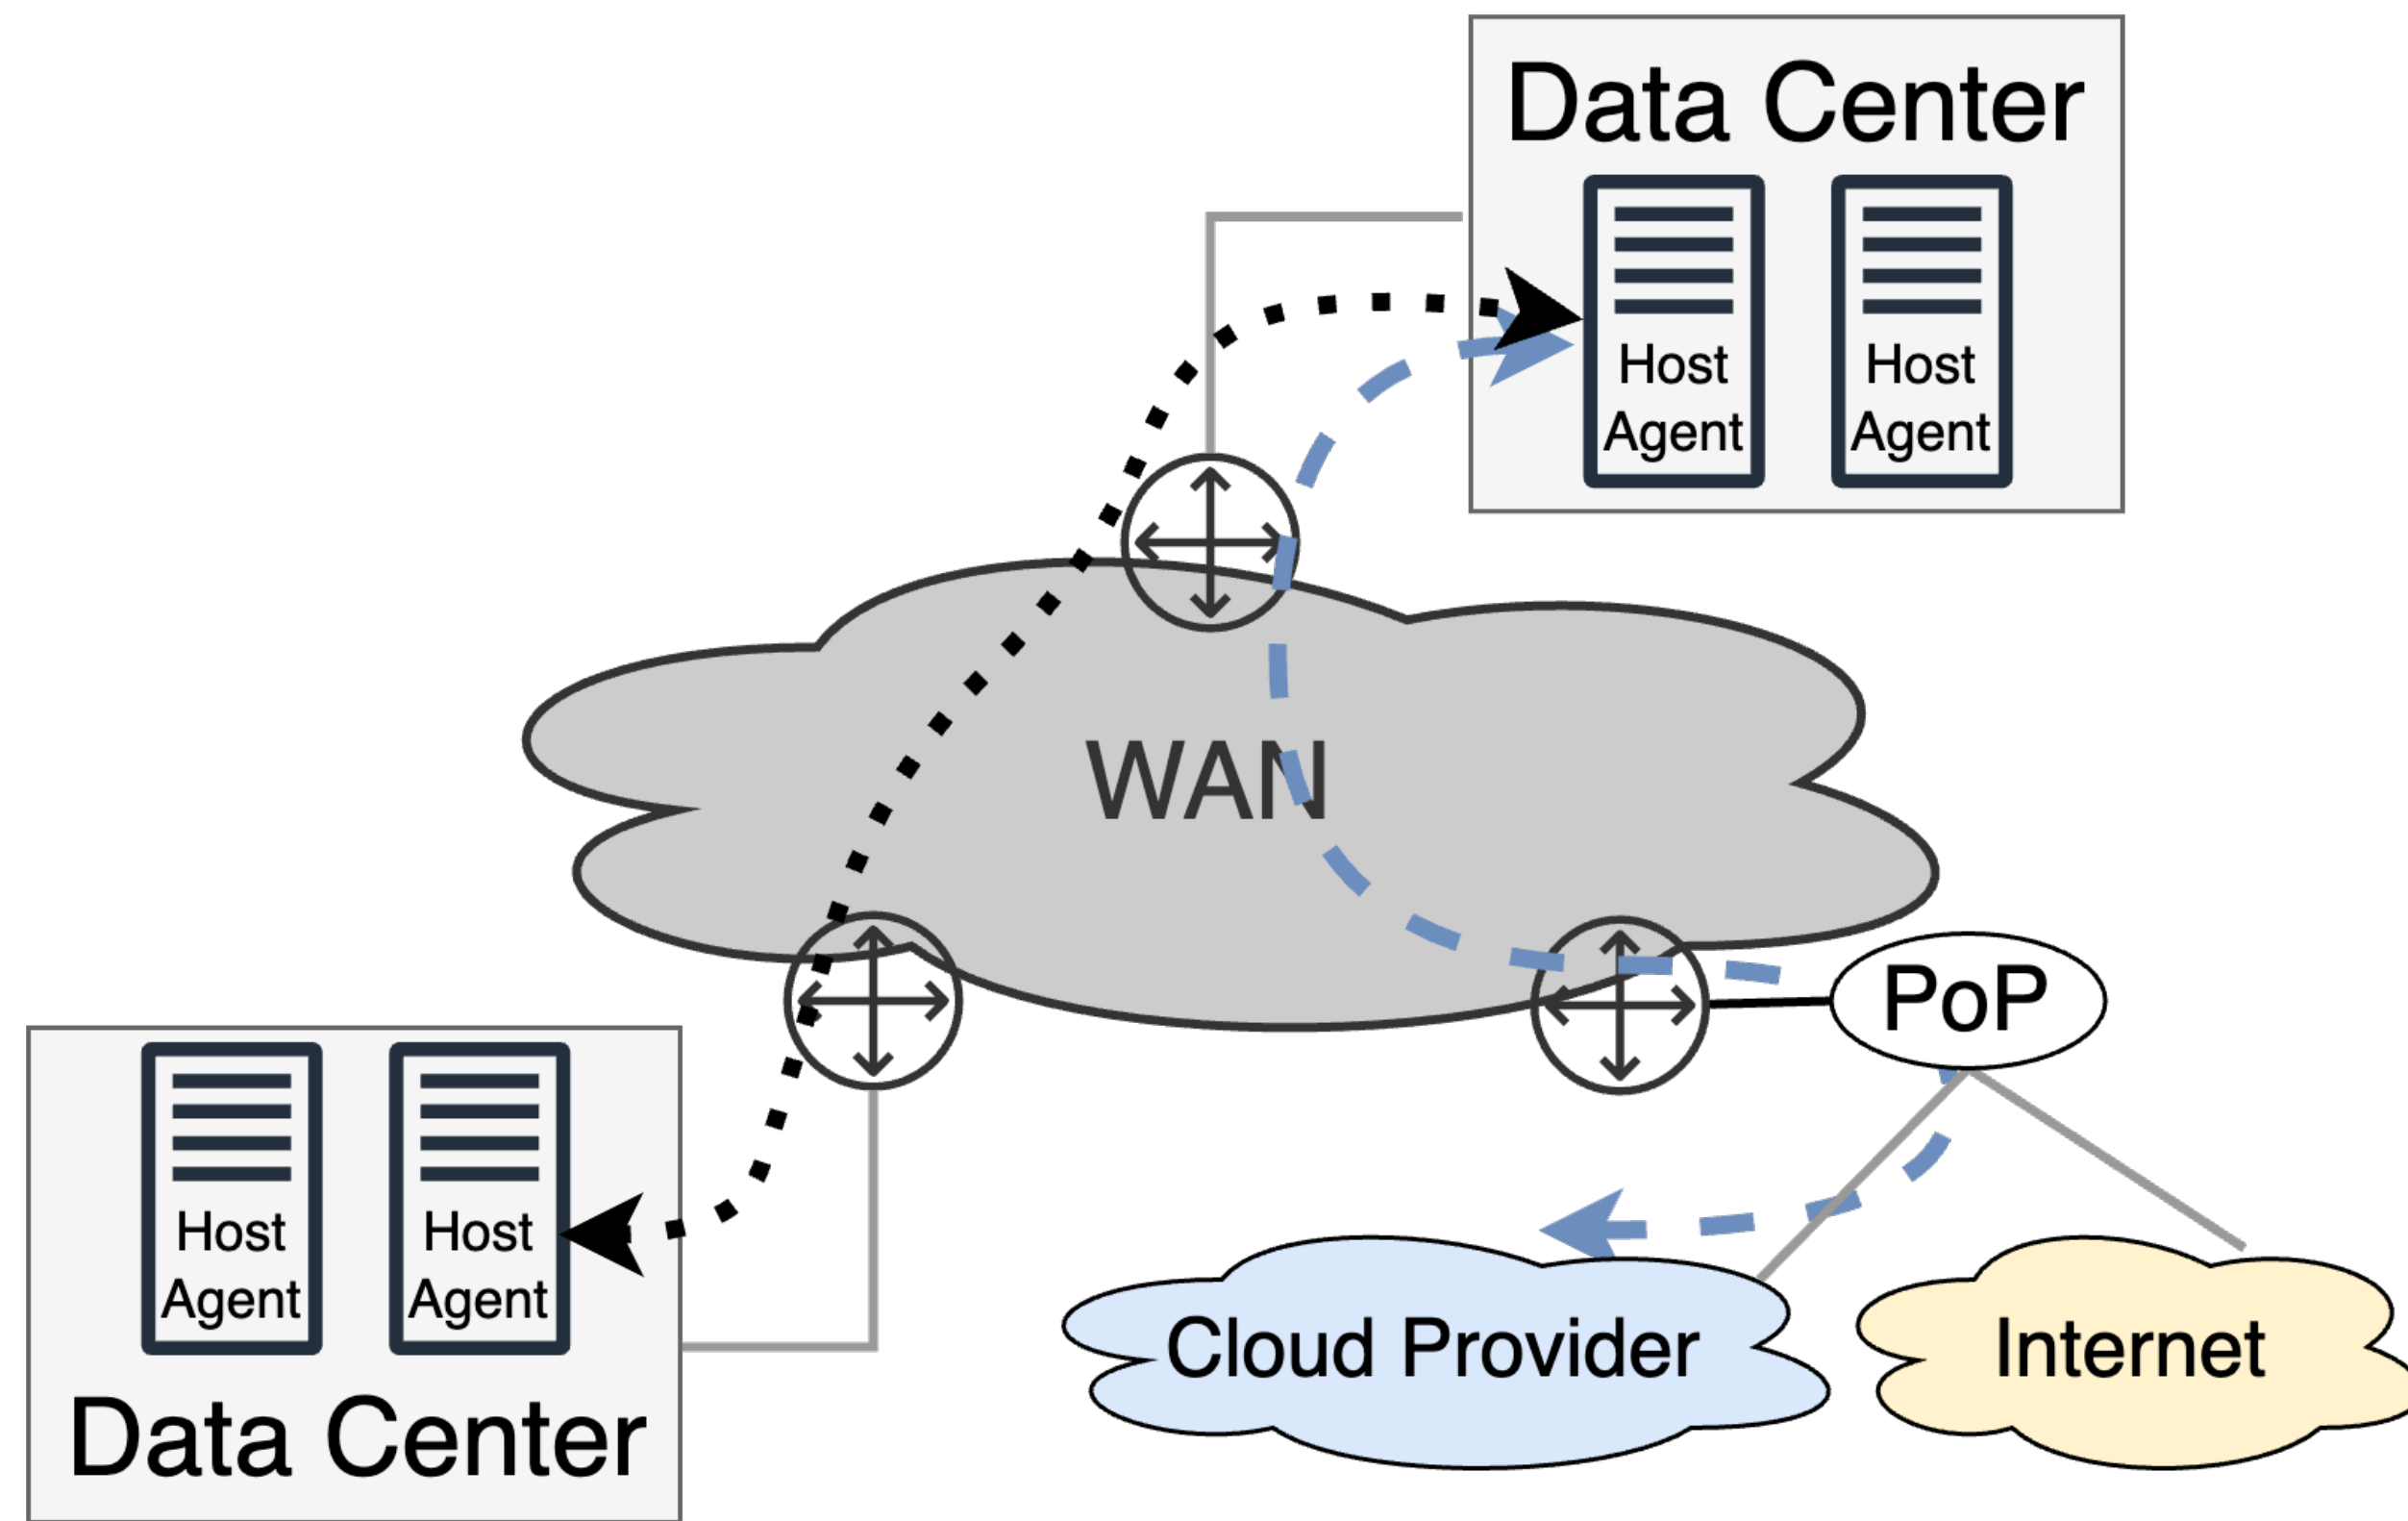 Data Center
Host
Agent
Host
Agent
WAN
PoP
Host
Agent
Host
Agent
Data Center
Cloud Provider
Internet